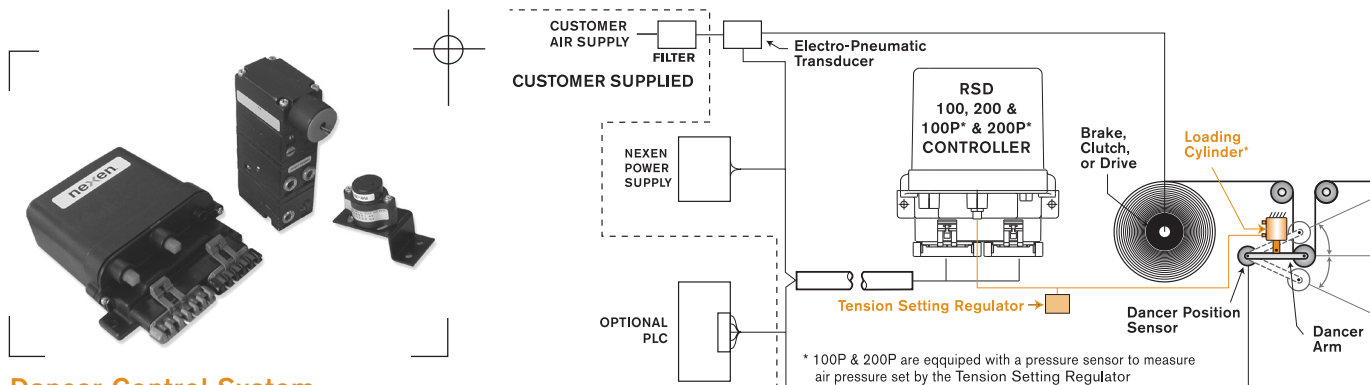 nexen
Dancer Control System
CUSTOMER
AIR SUPPLY
FILTER
Electro-Pneumatic
Transducer
CUSTOMER SUPPLIED
RSD
100, 200 &
100P* & 200P*
CONTROLLER
NEXEN
POWER
SUPPLY
Brake,
Clutch,
or Drive
Loading
Cylinder*
Tension Setting Regulator
OPTIONAL
PLC
Dancer Position
Sensor
Dancer
Arm
* 100P & 200P are eqquiped with a pressure sensor to measure
air pressure set by the Tension Setting Regulator